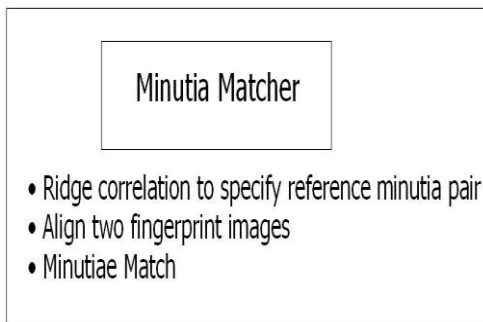 Minutia Matcher
• Ridge correlation to specify reference minutia pair
• Align two fingerprint images
• Minutiae Match